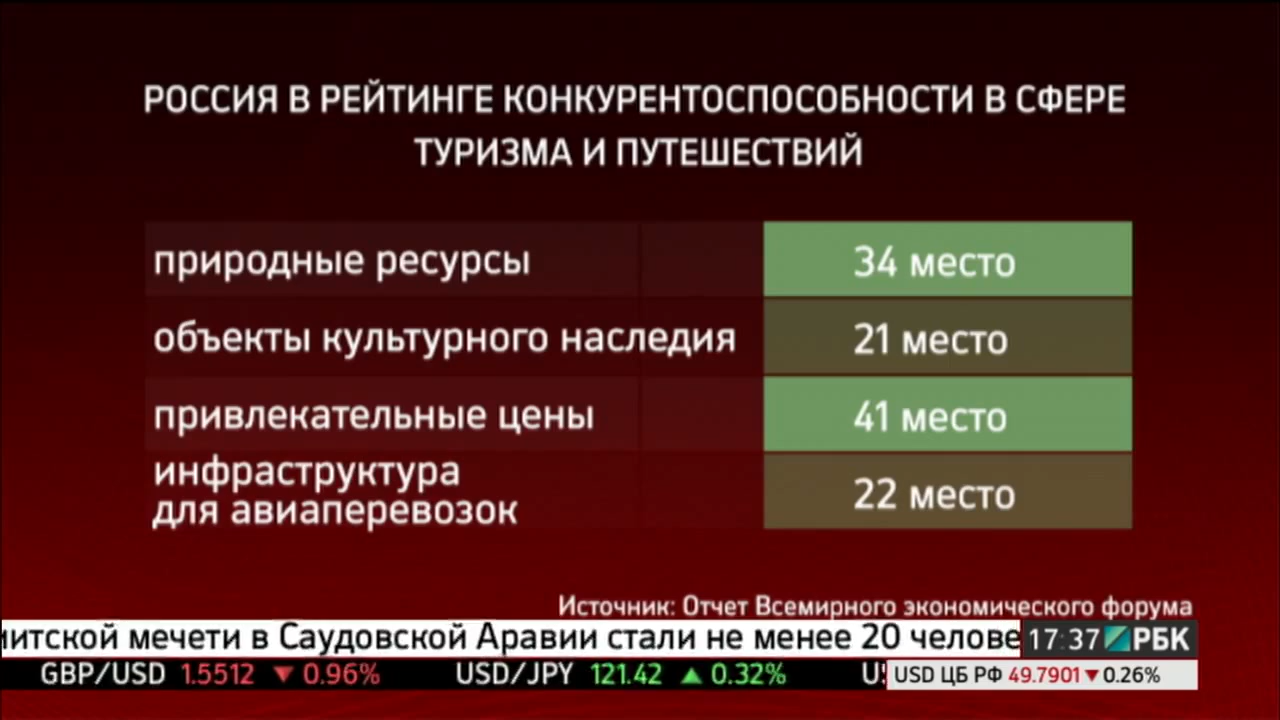 РОССИЯ В РЕЙТИНГЕ КОНКУРЕНТОСПОСОБНОСТИ В СФЕРЕ
ТУРИЗМА И ПУТЕШЕСТВИЙ
природные ресурсы 34 место
объекты культурного наследия 21 место
привлекательные цены 41 место
инфраструктура
для авиаперевозок 22 место
Источник: Отчет Всемирного экономического форума
мечети в Саудовской Аравии стали не менее 20 17:37 РБК
GBP/USD 1.5512 ▼ 0.96% USD/JPY 121.42 ▲ 0.32% USD ЦБ РФ 49.7901 ▼ 0.26%